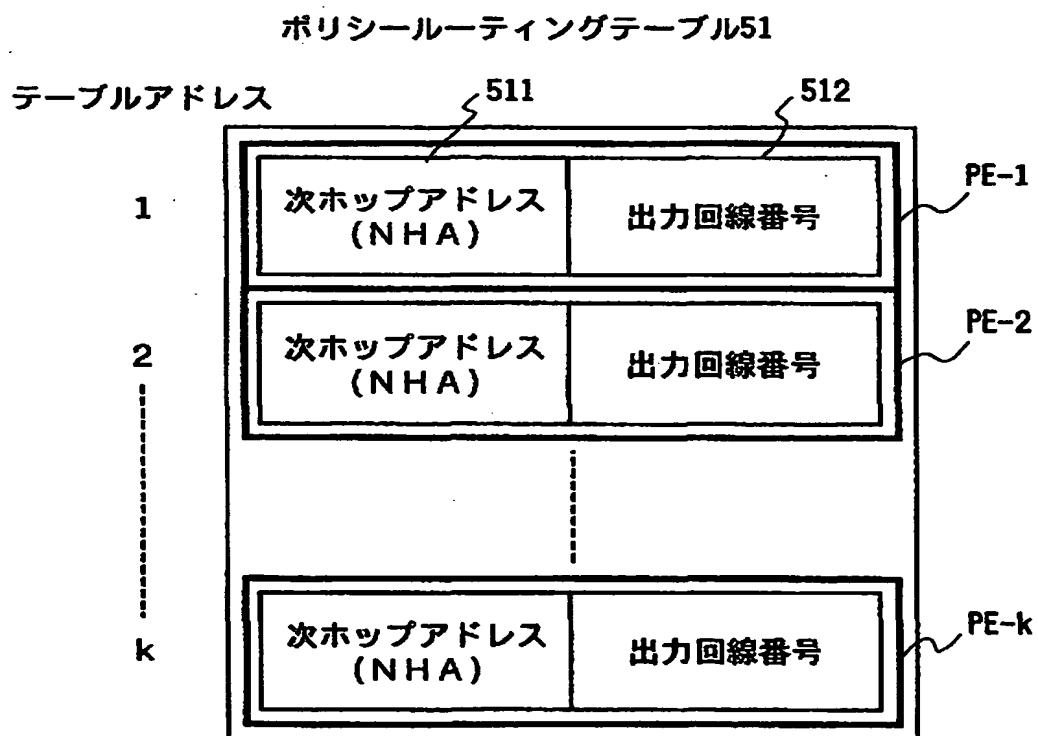 ポリシールーティングテーブル51
テーブルアドレス
511
512
1
次ホップアドレス
(NHA)
出力回線番号
PE-1
2
次ホップアドレス
(NHA)
出力回線番号
PE-2
k
次ホップアドレス
(NHA)
出力回線番号
PE-k